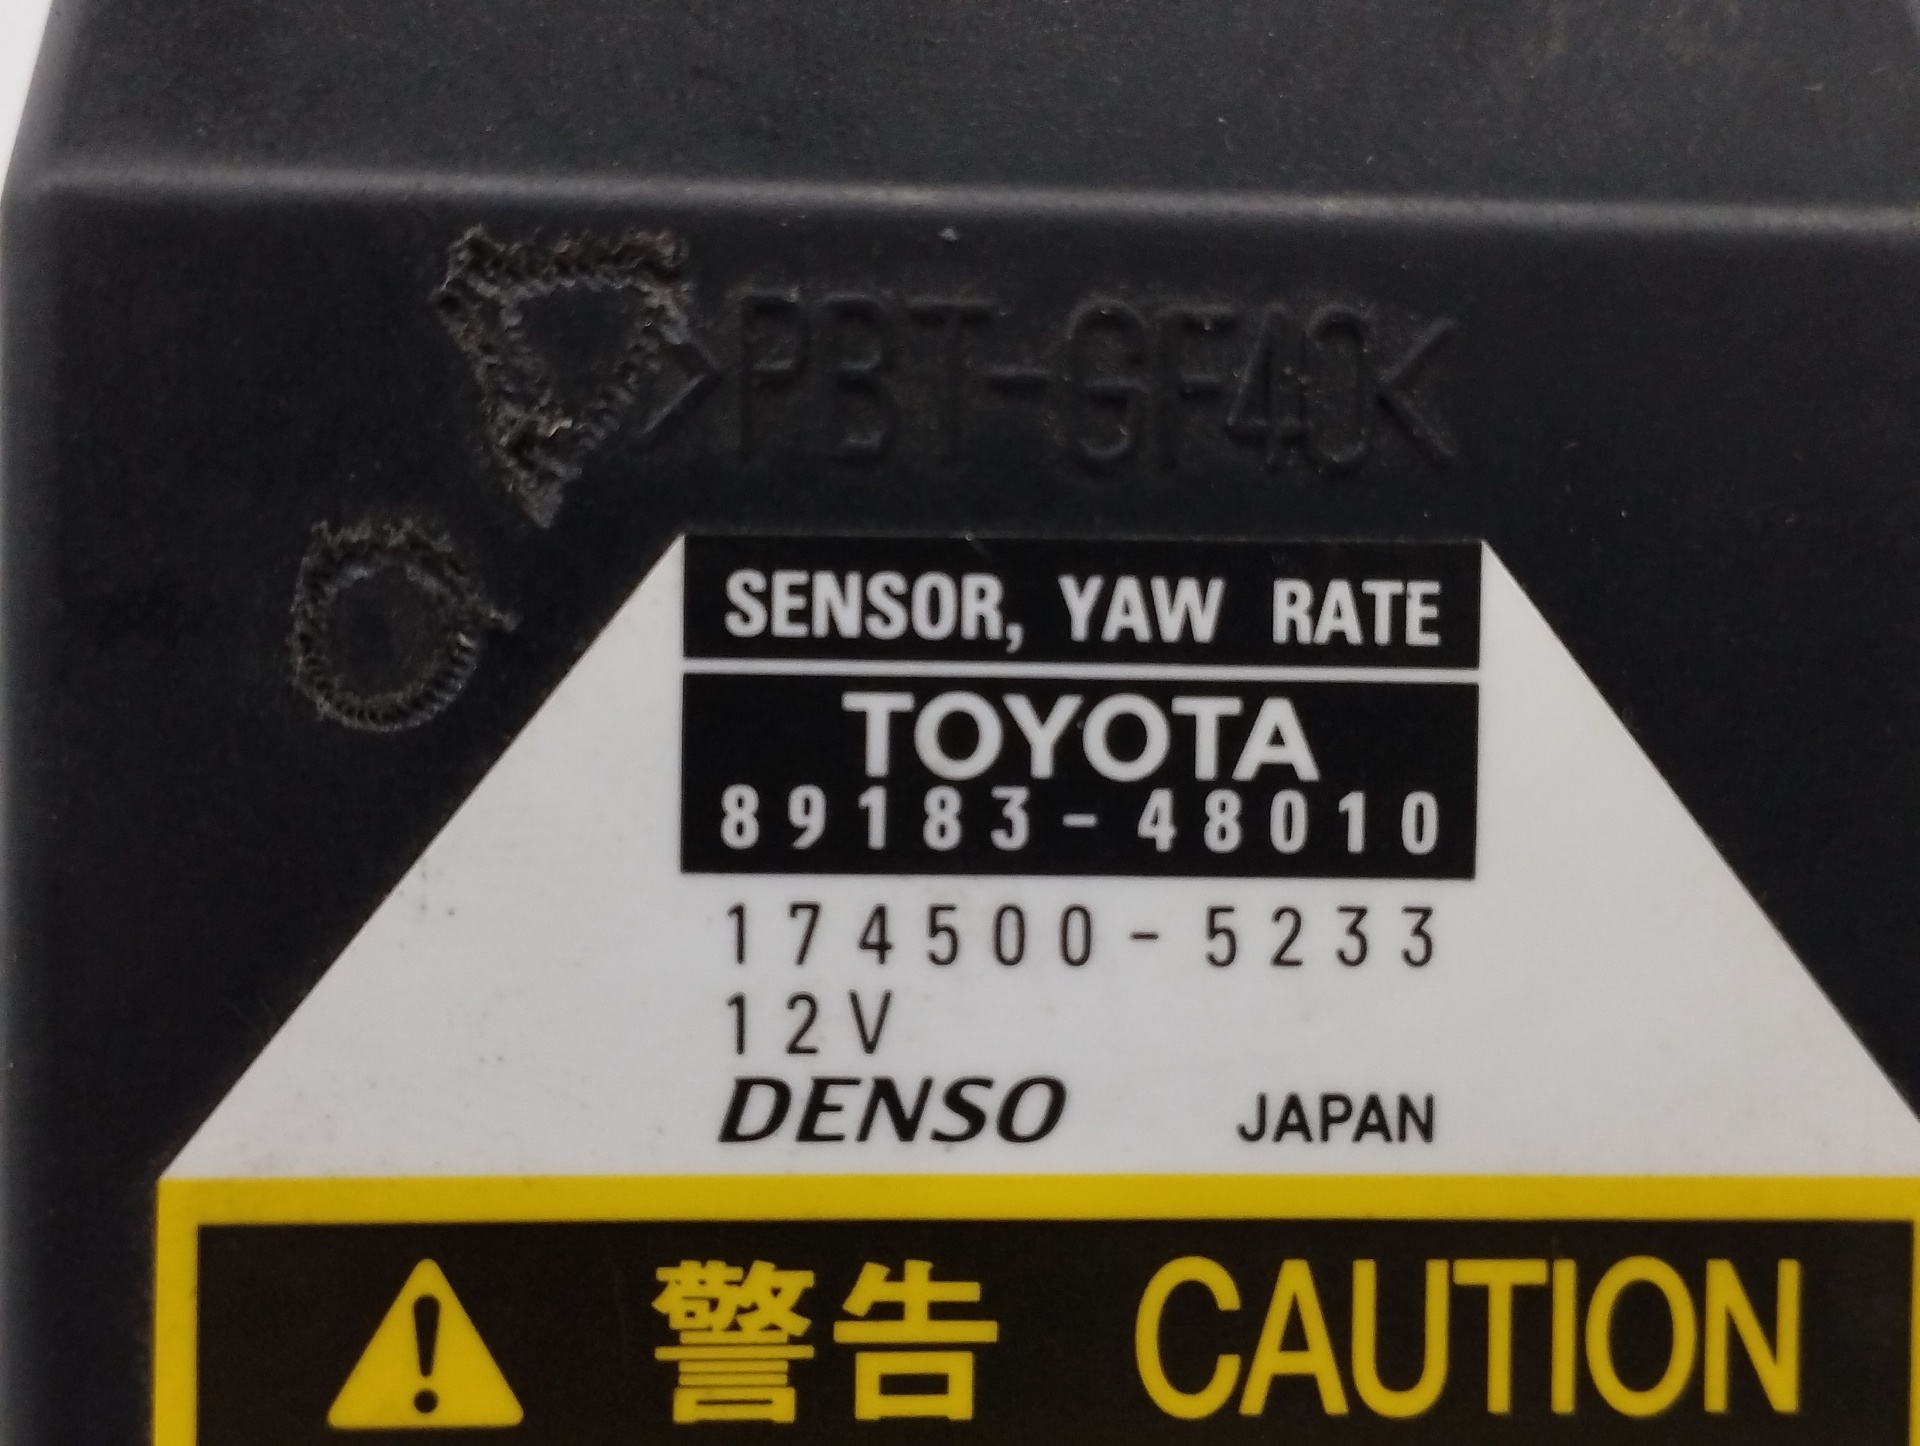 >PBT-GF40<
SENSOR, YAW RATE
TOYOTA
89183-48010
174500-5233
12V
DENSO JAPAN
警告 CAUTION